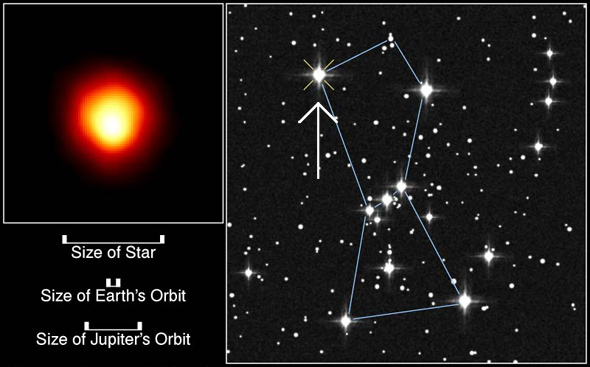 Size of Star
Size of Earth's Orbit
Size of Jupiter's Orbit